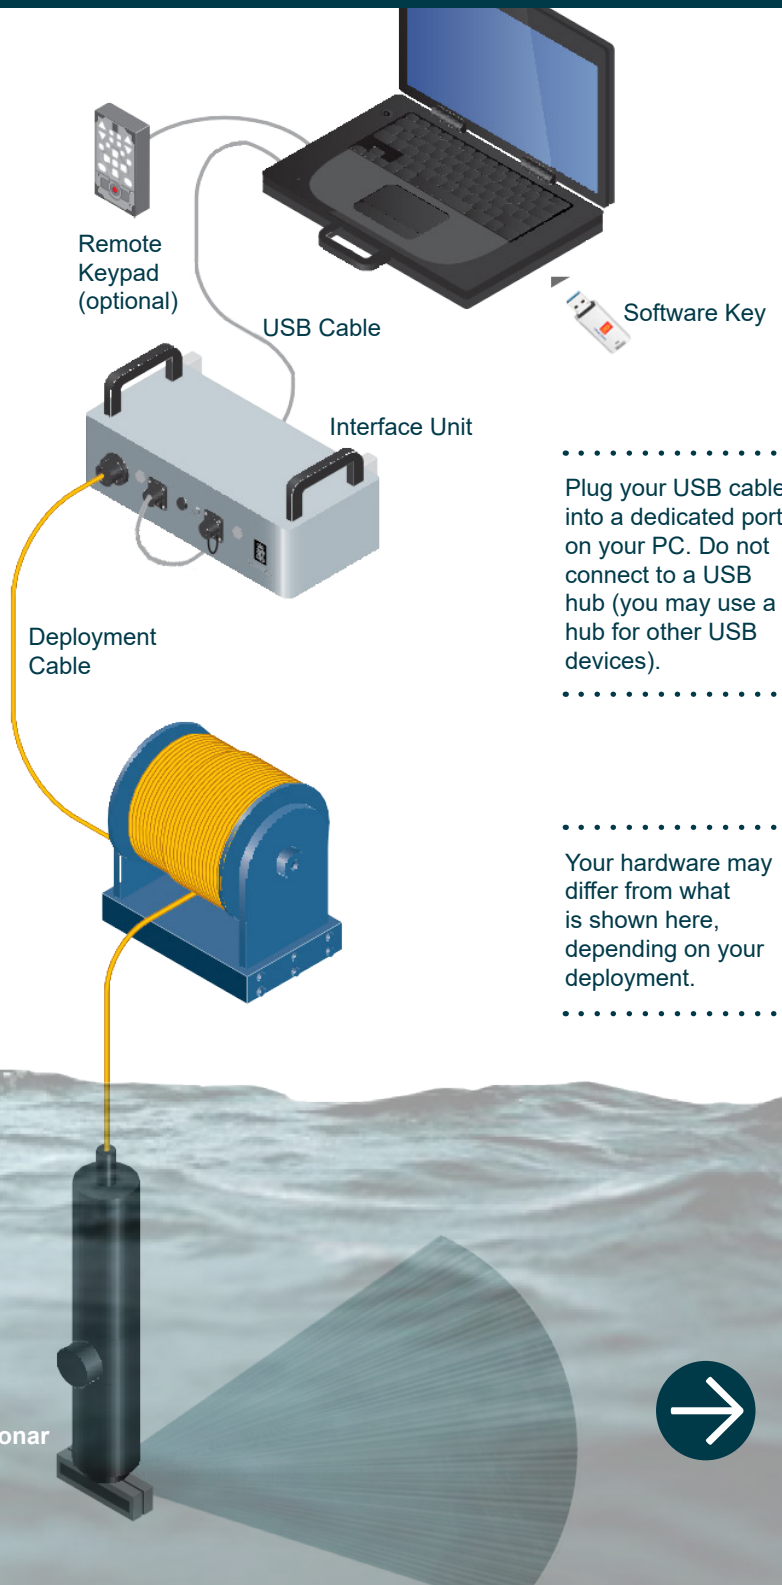 Remote
Keypad
(optional)
USB Cable
Software Key
Interface Unit
Plug your USB cable
into a dedicated port
on your PC. Do not
connect to a USB
hub (you may use a
hub for other USB
devices).
Deployment
Cable
Your hardware may
differ from what
is shown here,
depending on your
deployment.
onar